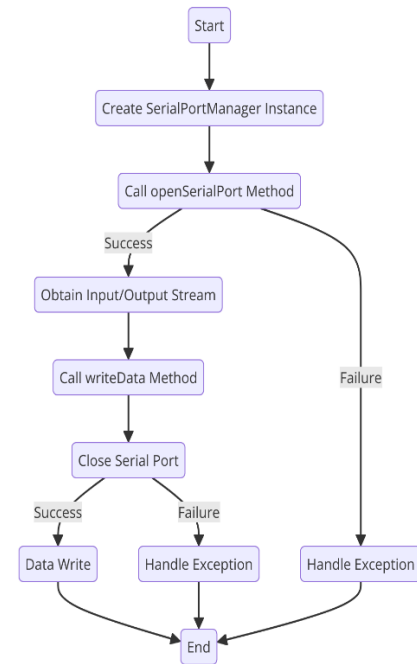 Start
Create SerialPortManager Instance
Call openSerialPort Method
Success
Obtain Input/Output Stream
Call writeData Method
Failure
Close Serial Port
Success
Failure
Data Write
Handle Exception
Handle Exception
End